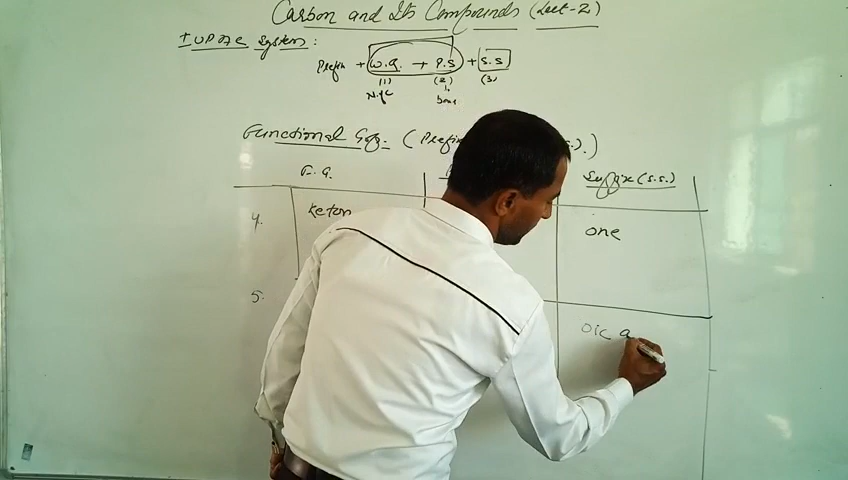 Carbon and Its Compounds (Lect-2)
IUPAC System:
Prefix + W.R. + P.S + S.S
(1) (2) (3)
bond
Functional Grp. (Prefix S.).)
F.G. Suffix (S.S.)
4. Keton one
5. oic a